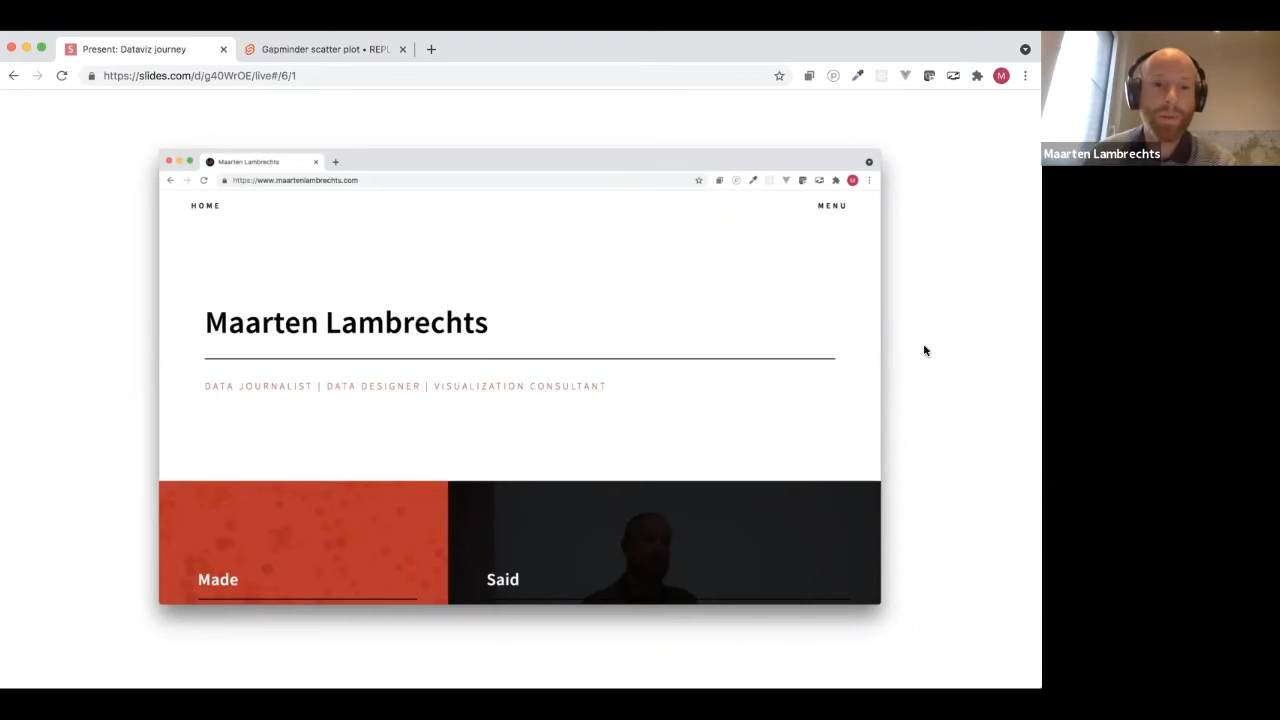 Present: Dataviz journey
Gapminder scatter plot • REPL
https://slides.com/d/g40WrOE/live#/6/1
M
Maarten Lambrechts
Maarten Lambrechts
https://www.maartenlambrechts.com
M
HOME
MENU
Maarten Lambrechts
DATA JOURNALIST | DATA DESIGNER | VISUALIZATION CONSULTANT
Made
Said